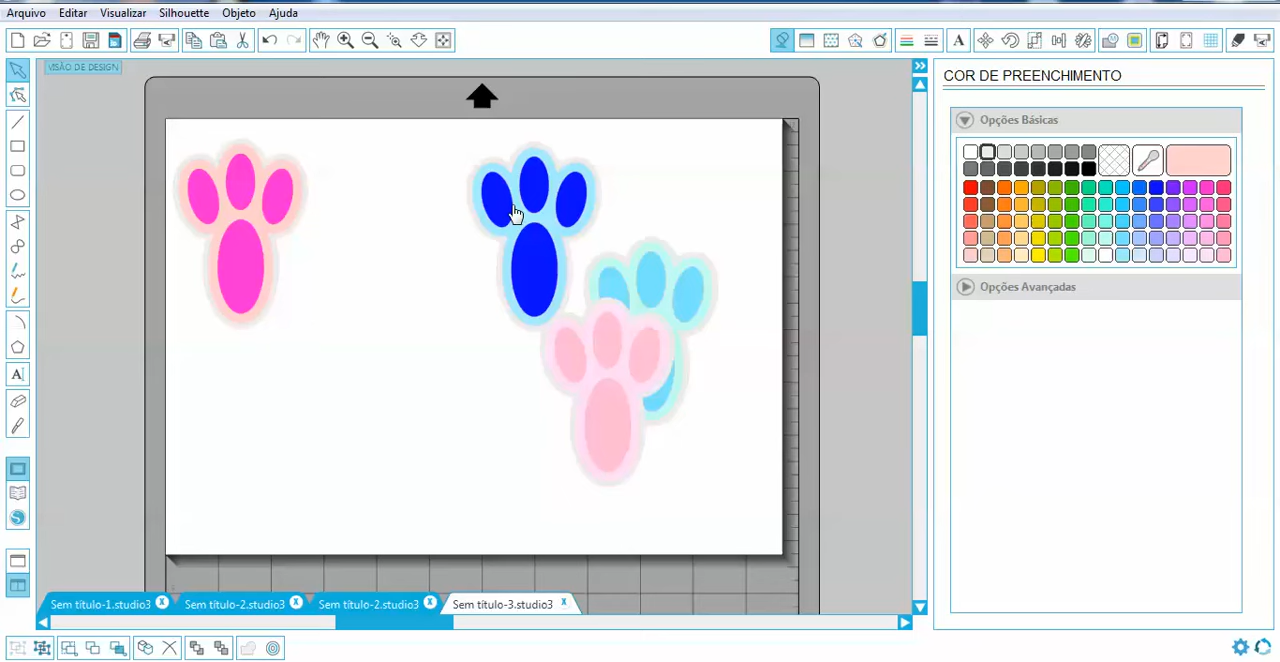 Arquivo Editar Visualizar Silhouette Objeto Ajuda
VISÃO DE DESIGN
COR DE PREENCHIMENTO
Opções Básicas
Opções Avançadas
Sem título-1.studio3 x Sem título-2.studio3 x Sem título-2.studio3 x Sem título-3.studio3 x